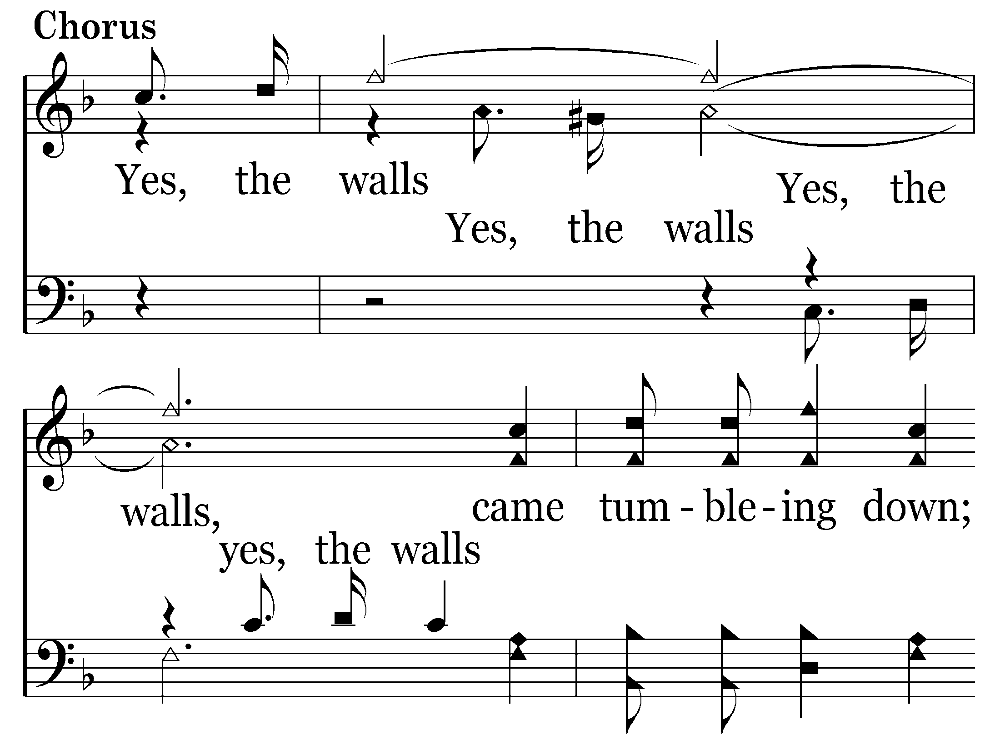 Chorus
Yes, the walls Yes, the
Yes, the walls
walls, came tum - ble - ing down;
yes, the walls